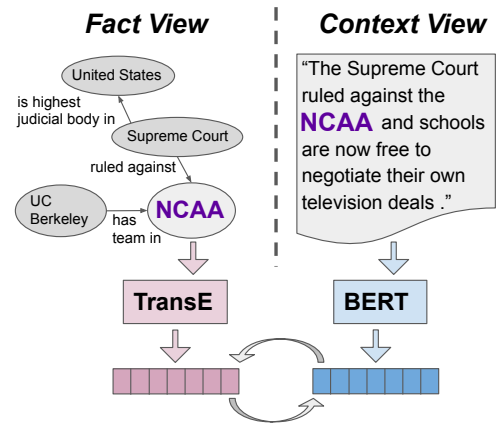 Fact View
United States
is highest
judicial body in
Supreme Court
ruled against
UC
Berkeley
has
team in
NCAA
TransE
Context View
“The Supreme Court
ruled against the
NCAA and schools
are now free to
negotiate their own
television deals .”
BERT